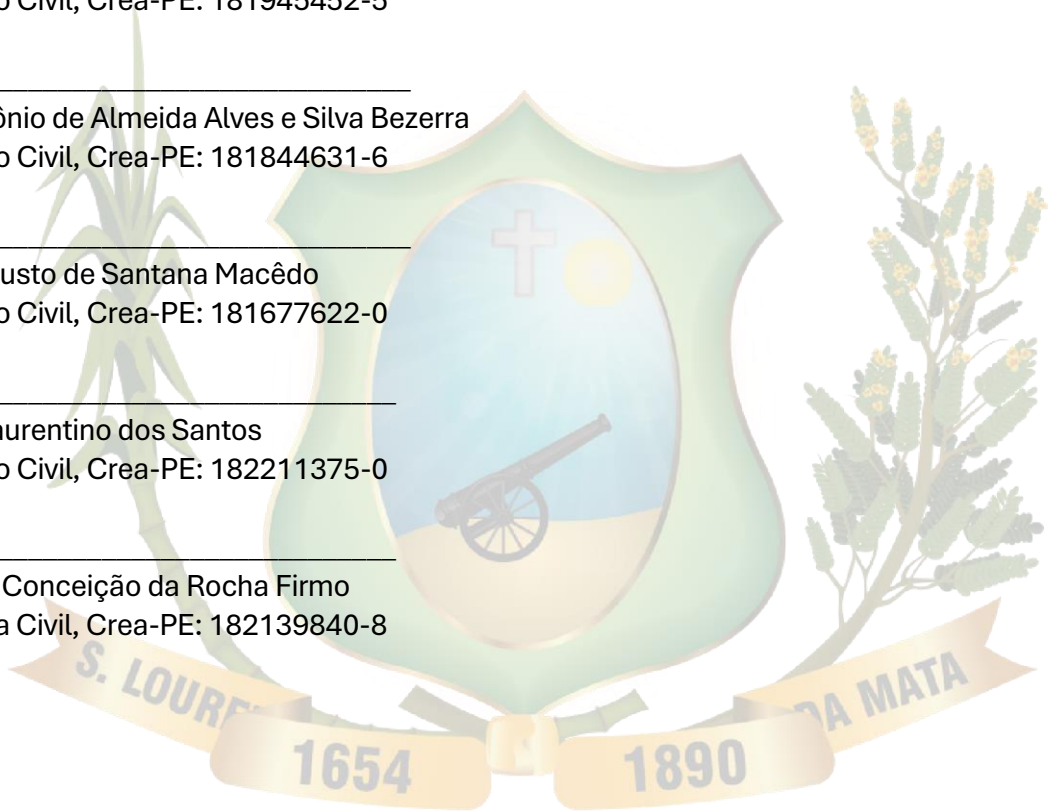 o Civil, Crea-PE: 181945452-5
ônio de Almeida Alves e Silva Bezerra
o Civil, Crea-PE: 181844631-6
usto de Santana Macêdo
o Civil, Crea-PE: 181677622-0
urentino dos Santos
o Civil, Crea-PE: 182211375-0
Conceição da Rocha Firmo
a Civil, Crea-PE: 182139840-8
S. LOURE
DA MATA
1654
1890